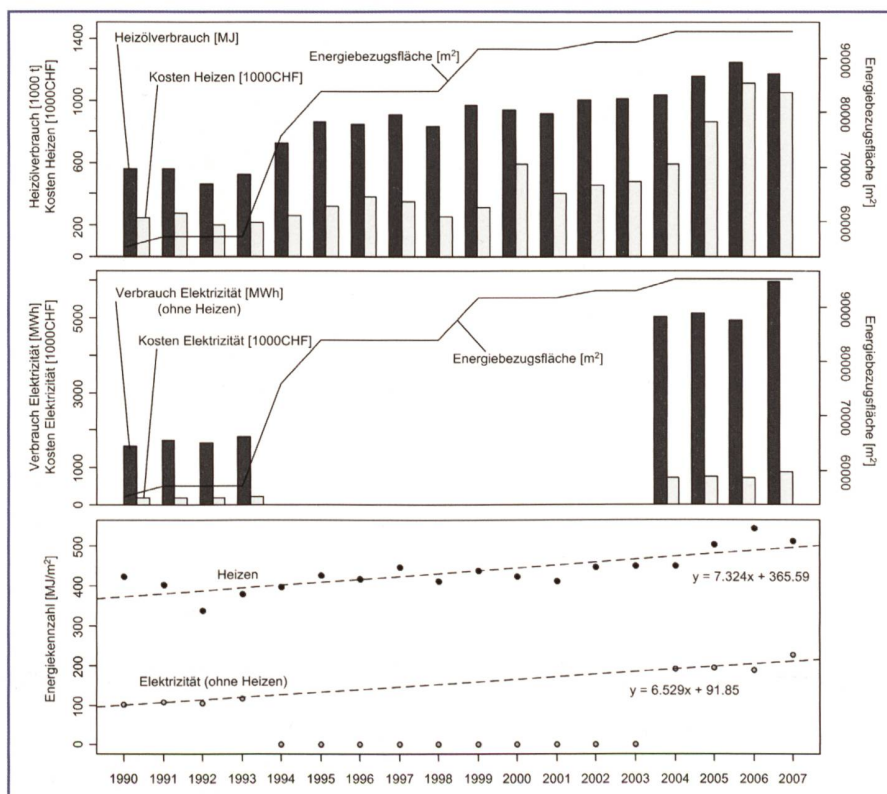 Heizölverbrauch [1000 t]
Kosten Heizen [1000CHF]
1400
1000
600
200
0
Heizölverbrauch [MJ]
Kosten Heizen [1000CHF]
Energiebezugsfläche [m²]
90000
80000
70000
60000
Energiebezugsfläche [m²]
Verbrauch Elektrizität [MWh]
Kosten Elektrizität [1000CHF]
5000
3000
1000
0
Verbrauch Elektrizität [MWh]
(ohne Heizen)
Kosten Elektrizität [1000CHF]
Energiebezugsfläche [m²]
90000
80000
70000
60000
Energiebezugsfläche [m²]
Energiekennzahl [MJ/m²]
500
400
300
200
100
0
Heizen
y = 7.324x + 365.59
Elektrizität (ohne Heizen)
y = 6.529x + 91.85
1990 1991 1992 1993 1994 1995 1996 1997 1998 1999 2000 2001 2002 2003 2004 2005 2006 2007